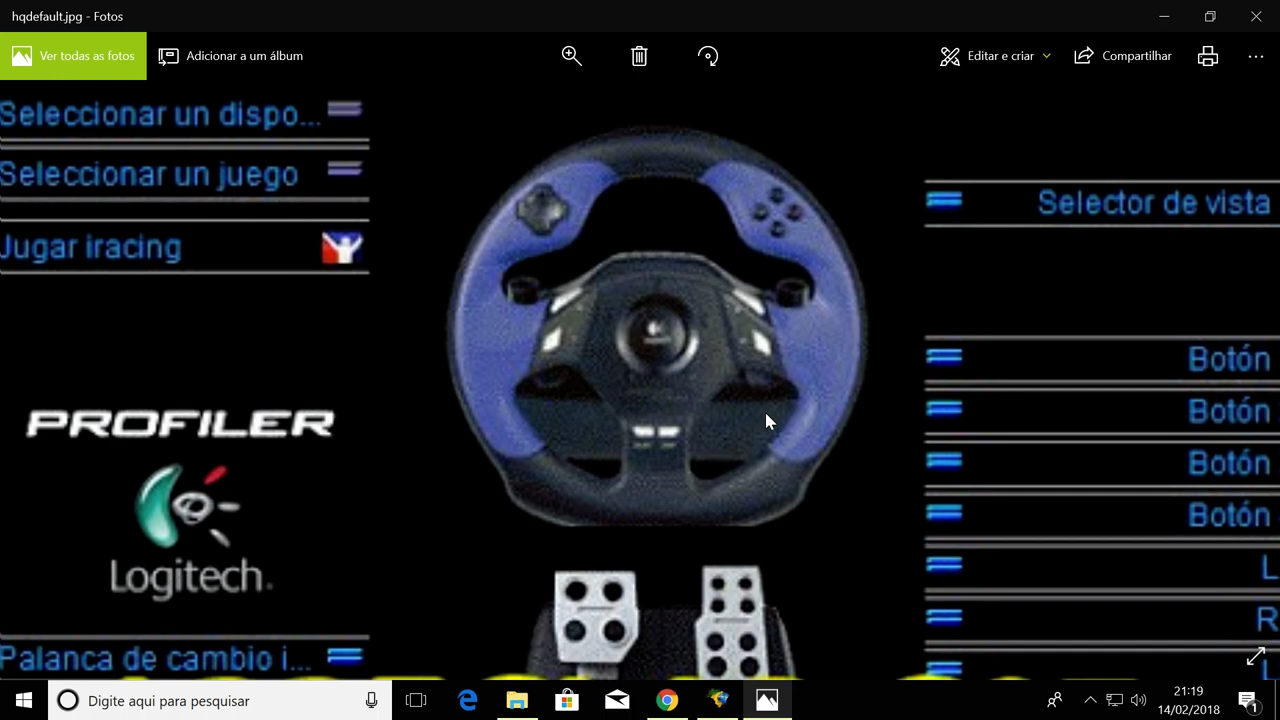 hqdefault.jpg - Fotos
Ver todas as fotos
Adicionar a um álbum
Editar e criar
Compartilhar
Seleccionar un dispo...
Seleccionar un juego
Jugar iracing
PROFILER
Logitech
Palanca de cambio i...
Selector de vista
Botón
Botón
Botón
Botón
L
R
L
Digite aqui para pesquisar
21:19
14/02/2018
1